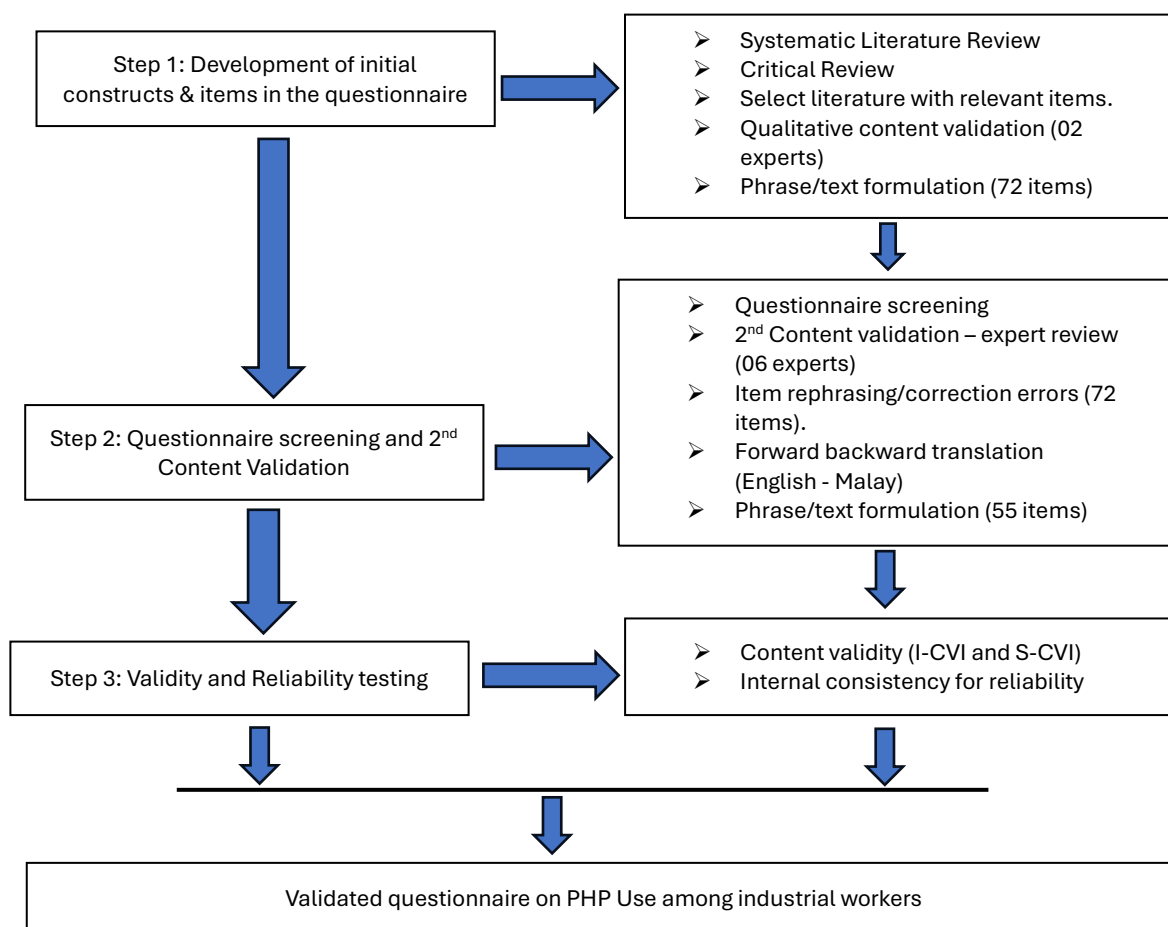 Step 1: Development of initial
constructs & items in the questionnaire
➢ Systematic Literature Review
➢ Critical Review
➢ Select literature with relevant items.
➢ Qualitative content validation (02
experts)
➢ Phrase/text formulation (72 items)
Step 2: Questionnaire screening and 2nd
Content Validation
➢ Questionnaire screening
➢ 2nd Content validation – expert review
(06 experts)
➢ Item rephrasing/correction errors (72
items).
➢ Forward backward translation
(English - Malay)
➢ Phrase/text formulation (55 items)
Step 3: Validity and Reliability testing
➢ Content validity (I-CVI and S-CVI)
➢ Internal consistency for reliability
Validated questionnaire on PHP Use among industrial workers